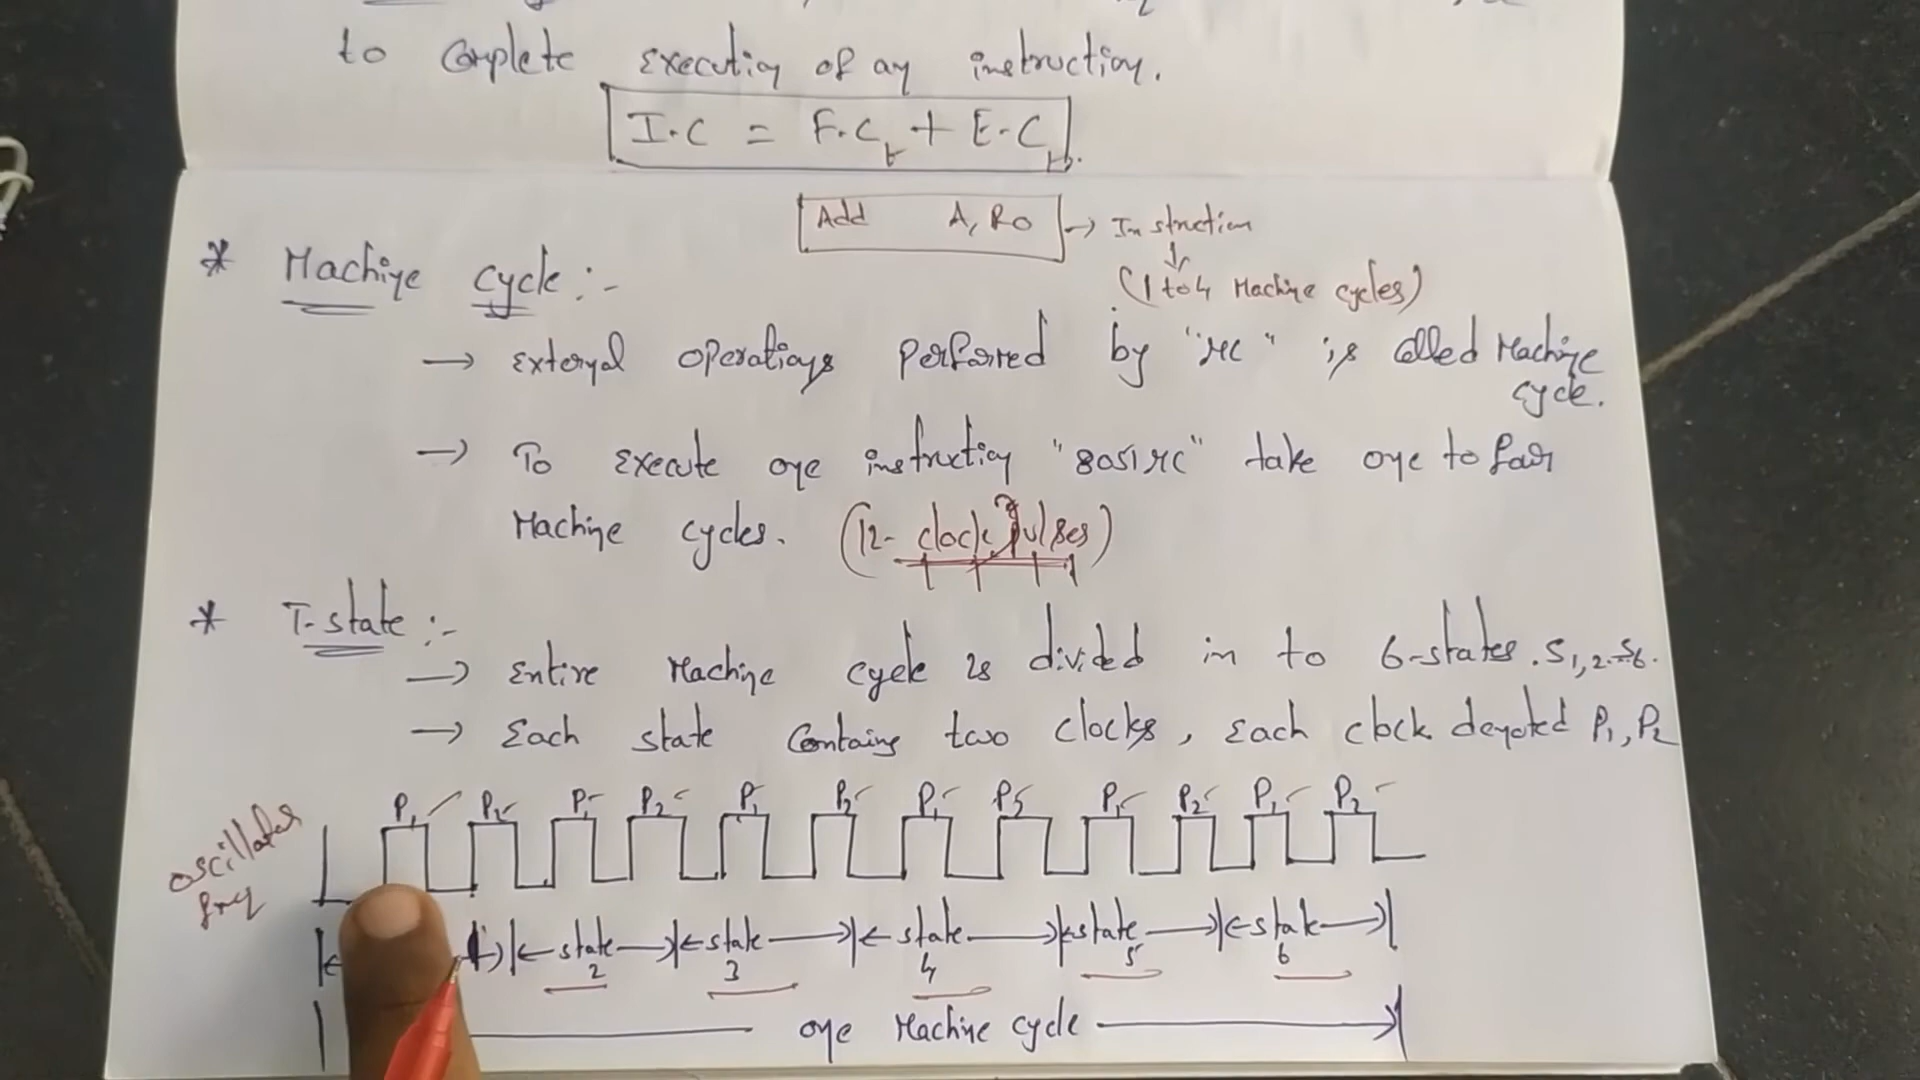 to complete execution of an instruction.
I.C = F.Ct + E.Ct.
Add A, R0 → Instruction
(1 to 4 Machine cycles)
* Machine cycle :-
→ External operations performed by "μC" is called Machine cycle.
→ To execute one instruction "8051 μC" take one to four
Machine cycles. (12- clock pulses)
* T-state :-
→ Entire Machine cycle is divided in to 6-states. S1,2--S6.
→ Each state contains two clocks, Each clock denoted P1, P2
oscillator freq
P1 P2 P1 P2 P1 P2 P1 P2 P1 P2 P1 P2
state 2 state 3 state 4 state 5 state 6
one Machine cycle